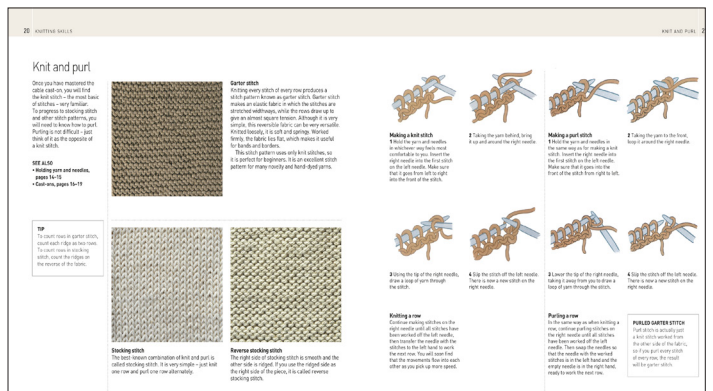 20 KNITTING SKILLS
KNIT AND PURL 2
Knit and purl
Once you have mastered the
cable cast-on, you will find
the knit stitch – the most basic
of stitches – very familiar.
To progress to stocking stitch
and other stitch patterns, you
will need to know how to purl.
Purling is not difficult – just
think of it as the opposite of
a knit stitch.
SEE ALSO
• Holding yarn and needles,
pages 14–15
• Cast-ons, pages 16–19
TIP
To count rows in garter stitch,
count each ridge as two rows.
To count rows in stocking
stitch, count the ridges on
the reverse of the fabric.
Garter stitch
Knitting every stitch of every row produces a
stitch pattern known as garter stitch. Garter stitch
makes an elastic fabric in which the stitches are
stretched widthways, while the rows draw up to
give an almost square tension. Although it is very
simple, this reversible fabric can be very versatile.
Knitted loosely, it is soft and springy. Worked
firmly, the fabric lies flat, which makes it useful
for bands and borders.
This stitch pattern uses only knit stitches, so
it is perfect for beginners. It is an excellent stitch
pattern for many novelty and hand-dyed yarns.
Stocking stitch
The best-known combination of knit and purl is
called stocking stitch. It is very simple – just knit
one row and purl one row alternately.
Reverse stocking stitch
The right side of stocking stitch is smooth and the
other side is ridged. If you use the ridged side as
the right side of the piece, it is called reverse
stocking stitch.
Making a knit stitch
1 Hold the yarn and needles
in whichever way feels most
comfortable to you. Insert the
right needle into the first stitch
on the left needle. Make sure
that it goes from left to right
into the front of the stitch.
2 Taking the yarn behind, bring
it up and around the right needle.
3 Using the tip of the right needle,
draw a loop of yarn through
the stitch.
4 Slip the stitch off the left needle.
There is now a new stitch on the
right needle.
Knitting a row
Continue making stitches on the
right needle until all stitches have
been worked off the left needle,
then transfer the needle with the
stitches to the left hand to work
the next row. You will soon find
that the movements flow into each
other as you pick up more speed.
Making a purl stitch
1 Hold the yarn and needles in
the same way as for making a knit
stitch. Insert the right needle into
the first stitch on the left needle.
Make sure that it goes into the
front of the stitch from right to left.
2 Taking the yarn to the front,
loop it around the right needle.
3 Lower the tip of the right needle,
taking it away from you to draw a
loop of yarn through the stitch.
4 Slip the stitch off the left needle.
There is now a new stitch on the
right needle.
Purling a row
In the same way as when knitting a
row, continue purling stitches on
the right needle until all stitches
have been worked off the left
needle. Then swap the needles so
that the needle with the worked
stitches is in the left hand and the
empty needle is in the right hand,
ready to work the next row.
PURLED GARTER STITCH
Purl stitch is actually just
a knit stitch worked from
the other side of the fabric,
so if you purl every stitch
of every row, the result
will be garter stitch.